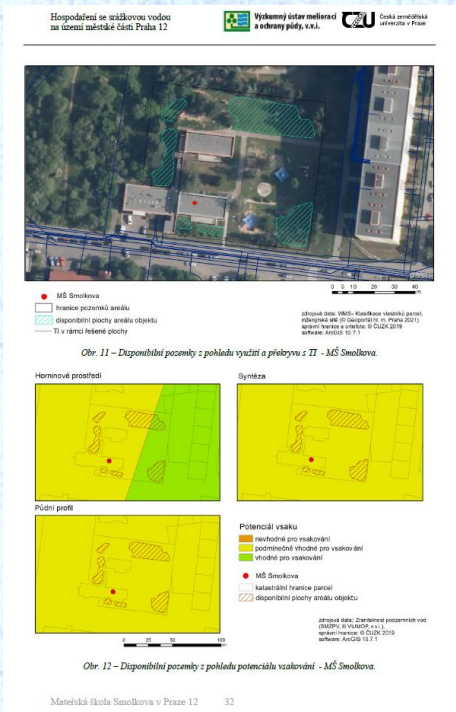 Hospodaření se srážkovou vodou
na území městské části Praha 12
Výzkumný ústav meliorací
a ochrany půdy, v.v.i.
Česká zemědělská
univerzita v Praze
MŠ Smolkova
hranice pozemků areálu
disponibilní plochy areálu objektu
TI v rámci řešené plochy
0 5 10 20 30 40
m
zdrojová data: WMS– Klasifikace vlastníků parcel,
inženýrské sítě (© Geoportál hl. m. Praha 2021)
správní hranice a ortofoto: © ČUZK 2019
software: ArcGIS 10.7.1
Obr. 11 – Disponibilní pozemky z pohledu využití a překryvu s TI - MŠ Smolkova.
Horninové prostředí
Syntéza
Půdní profil
Potenciál vsaku
nevhodné pro vsakování
podmínečně vhodné pro vsakování
vhodné pro vsakování
MŠ Smolkova
katastrální hranice parcel
disponibilní plochy areálu objektu
0 25 50 100
m
zdrojová data: Zranitelnost podzemních vod
(SMZPV, © VUMOP, v.v.i.),
správní hranice: © ČUZK 2019
software: ArcGIS 10.7.1
Obr. 12 – Disponibilní pozemky z pohledu potenciálu vsakování - MŠ Smolkova.
Mateřská škola Smolkova v Praze 12 32